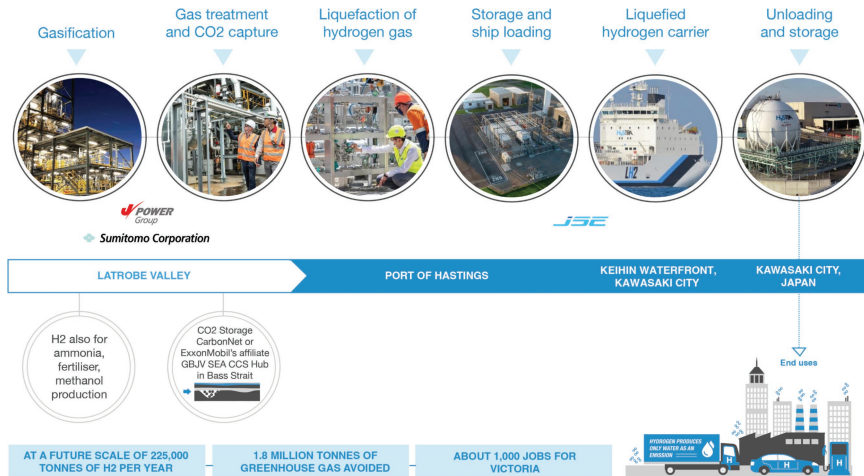 Gasification
Gas treatment
and CO2 capture
Liquefaction of
hydrogen gas
Storage and
ship loading
Liquefied
hydrogen carrier
Unloading
and storage
LH2
POWER
Group
Sumitomo Corporation
JSE
LATROBE VALLEY
PORT OF HASTINGS
KEIHIN WATERFRONT,
KAWASAKI CITY
KAWASAKI CITY,
JAPAN
H2 also for
ammonia,
fertiliser,
methanol
production
CO2 Storage
CarbonNet or
ExxonMobil's affiliate
GBJV SEA CCS Hub
in Bass Strait
End uses
HYDROGEN PRODUCES
ONLY WATER AS AN
EMISSION
H
H
H
AT A FUTURE SCALE OF 225,000
TONNES OF H2 PER YEAR
1.8 MILLION TONNES OF
GREENHOUSE GAS AVOIDED
ABOUT 1,000 JOBS FOR
VICTORIA